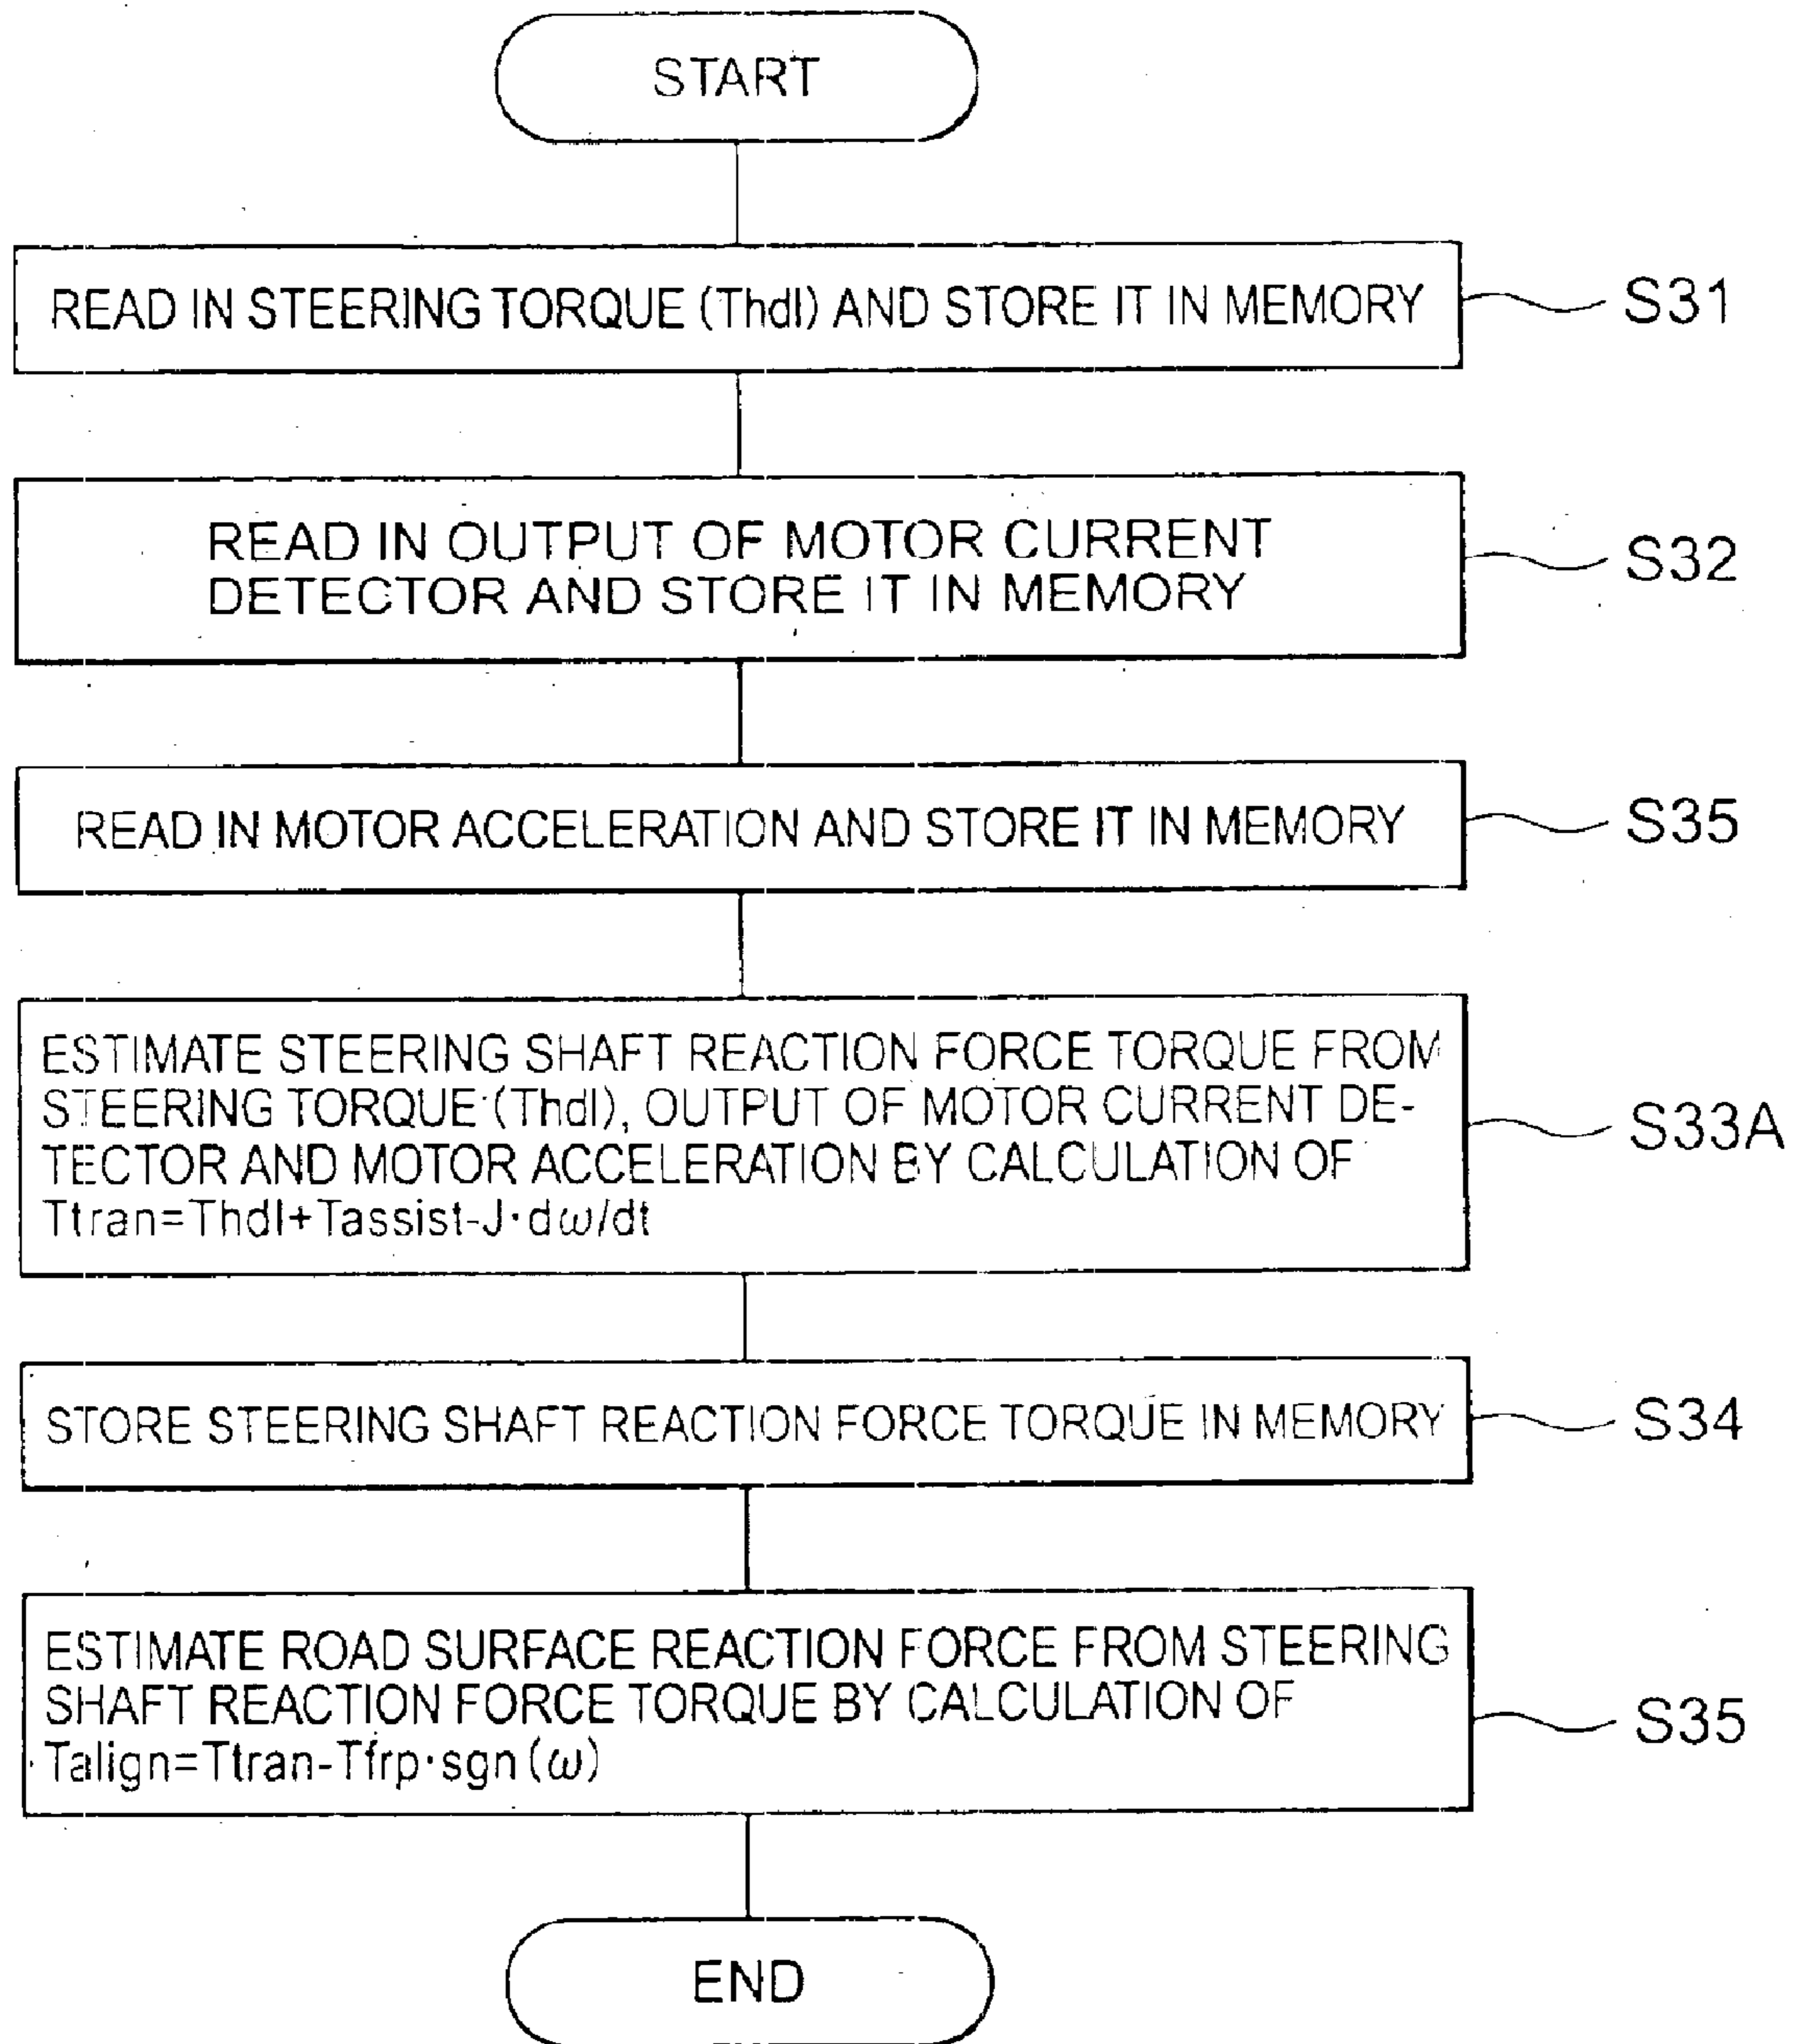 START
READ IN STEERING TORQUE (Thdl) AND STORE IT IN MEMORY
S31
READ IN OUTPUT OF MOTOR CURRENT
DETECTOR AND STORE IT IN MEMORY
S32
READ IN MOTOR ACCELERATION AND STORE IT IN MEMORY
S35
ESTIMATE STEERING SHAFT REACTION FORCE TORQUE FROM
STEERING TORQUE (Thdl), OUTPUT OF MOTOR CURRENT DE-
TECTOR AND MOTOR ACCELERATION BY CALCULATION OF
Ttran=Thdl+Tassist-J·dω/dt
S33A
STORE STEERING SHAFT REACTION FORCE TORQUE IN MEMORY
S34
ESTIMATE ROAD SURFACE REACTION FORCE FROM STEERING
SHAFT REACTION FORCE TORQUE BY CALCULATION OF
Talign=Ttran-Tfrp·sgn(ω)
S35
END